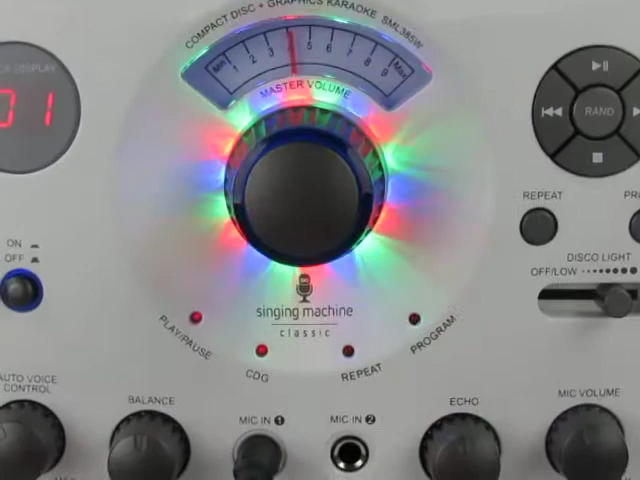 COMPACT DISC + GRAPHICS KARAOKE SML385W
DISPLAY
01
Min 1 2 3 5 6 7 8 9 Max
MASTER VOLUME
RAND
REPEAT
ON
OFF
DISCO LIGHT
OFF/LOW
singing machine
classic
PLAY/PAUSE
CDG
REPEAT
PROGRAM
AUTO VOICE
CONTROL
BALANCE
MIC IN 1
MIC IN 2
ECHO
MIC VOLUME